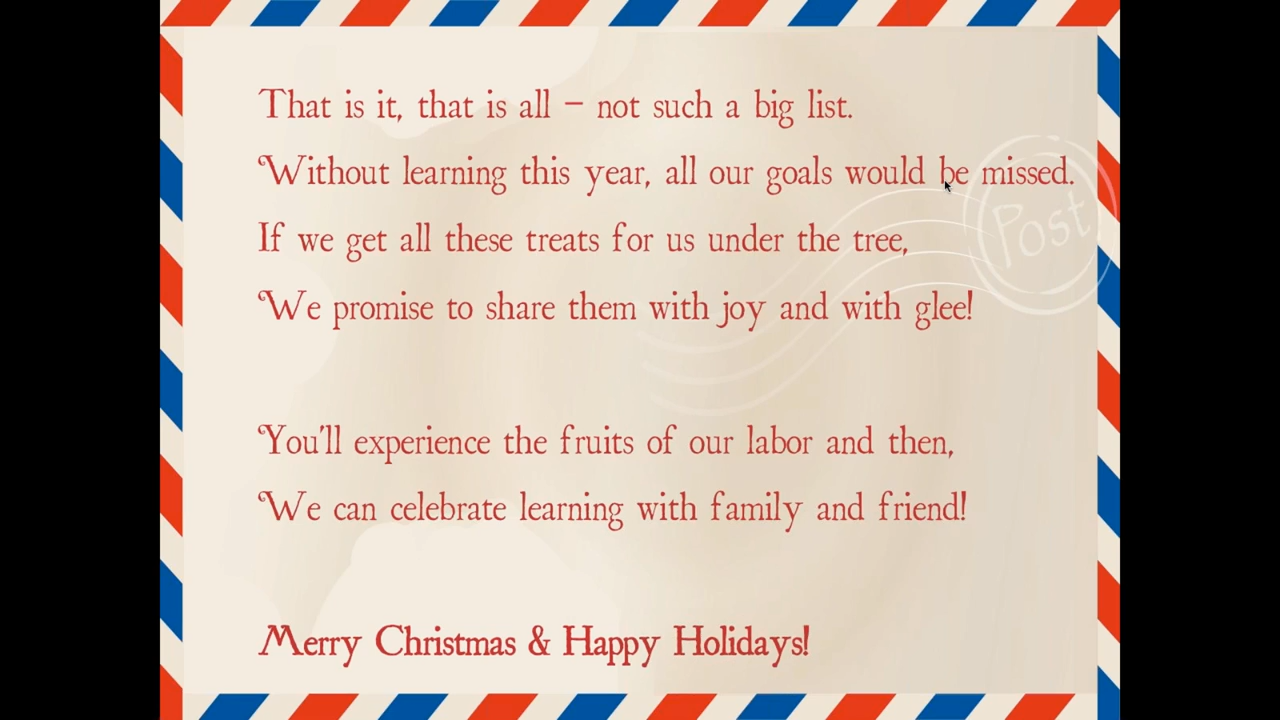 That is it, that is all – not such a big list.
Without learning this year, all our goals would be missed.
Post
If we get all these treats for us under the tree,
We promise to share them with joy and with glee!
You'll experience the fruits of our labor and then,
We can celebrate learning with family and friend!
Merry Christmas & Happy Holidays!